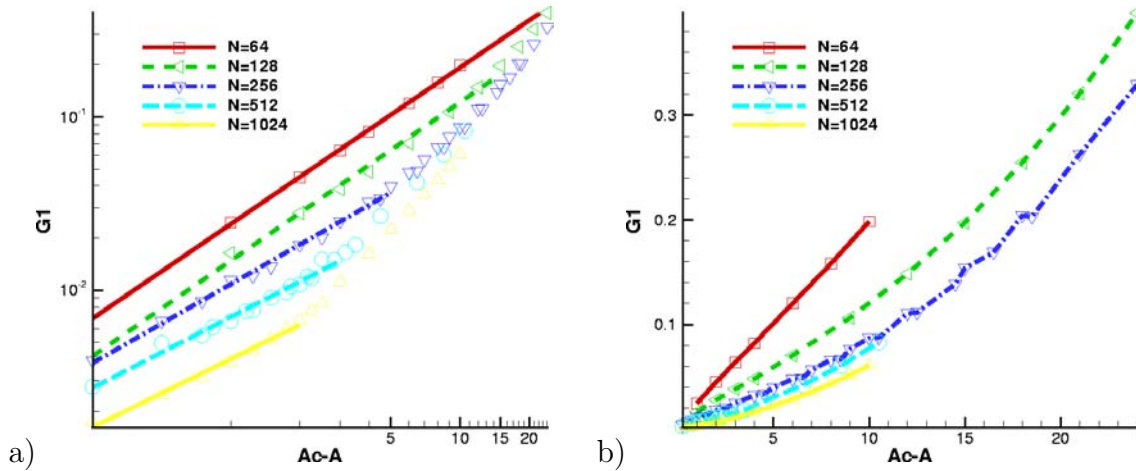 a)
G1
10⁻¹
10⁻²
N=64
N=128
N=256
N=512
N=1024
5 10 15 20
Ac-A
b)
G1
0.3
0.2
0.1
N=64
N=128
N=256
N=512
N=1024
5 10 15 20
Ac-A